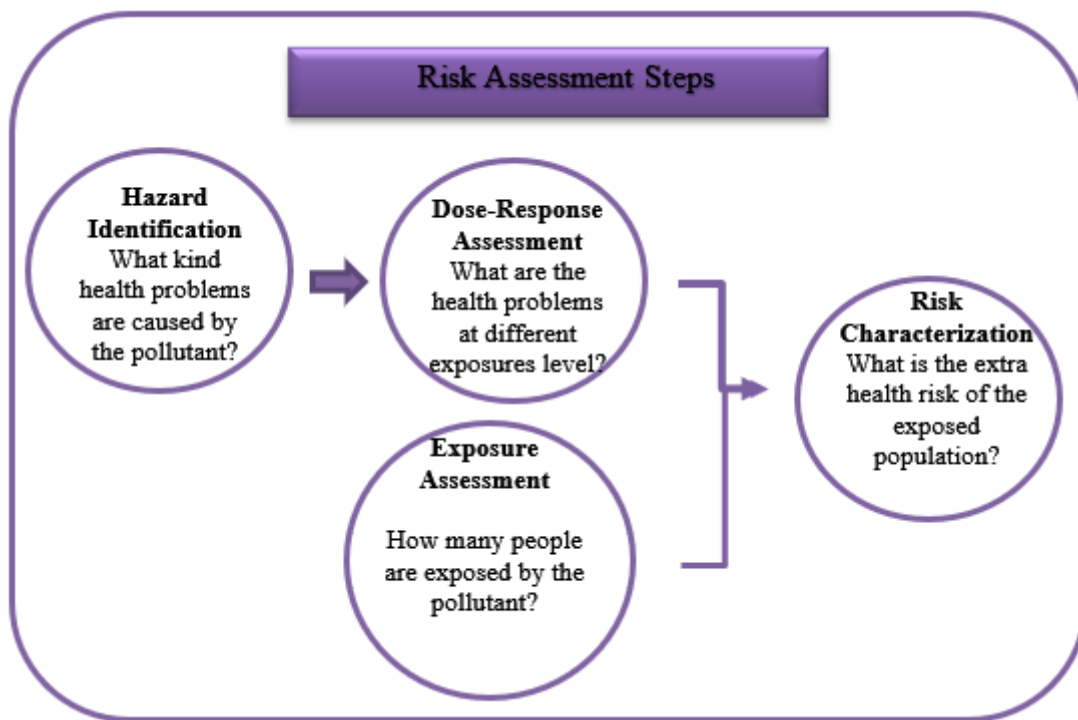 Risk Assessment Steps
Hazard
Identification
What kind
health problems
are caused by
the pollutant?
Dose-Response
Assessment
What are the
health problems
at different
exposures level?
Exposure
Assessment
How many people
are exposed by the
pollutant?
Risk
Characterization
What is the extra
health risk of the
exposed
population?